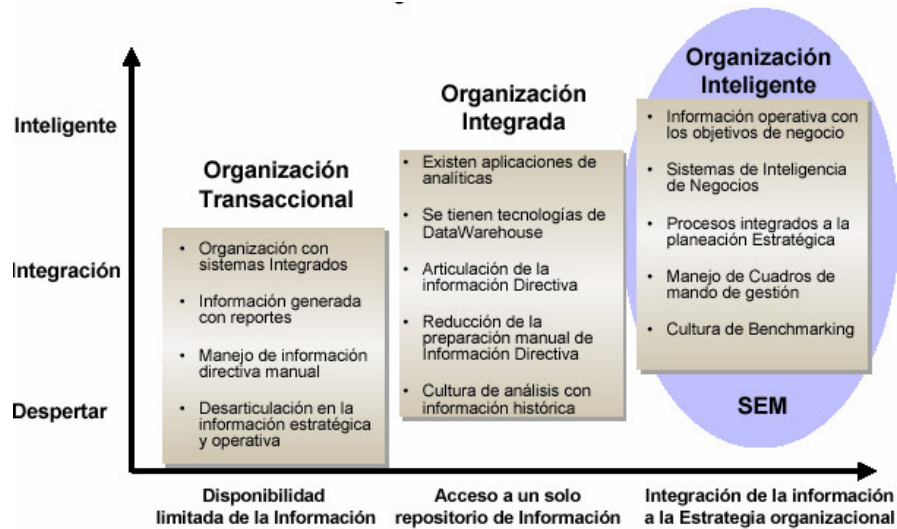 Inteligente
Integración
Despertar
Organización
Transaccional
• Organización con
sistemas Integrados
• Información generada
con reportes
• Manejo de información
directiva manual
• Desarticulación en la
información estratégica
y operativa
Organización
Integrada
• Existen aplicaciones de
analíticas
• Se tienen tecnologías de
DataWarehouse
• Articulación de la
información Directiva
• Reducción de la
preparación manual de
Información Directiva
• Cultura de análisis con
información histórica
Organización
Inteligente
• Información operativa con
los objetivos de negocio
• Sistemas de Inteligencia
de Negocios
• Procesos integrados a la
planeación Estratégica
• Manejo de Cuadros de
mando de gestión
• Cultura de Benchmarking
SEM
Disponibilidad
limitada de la Información
Acceso a un solo
repositorio de Información
Integración de la información
a la Estrategia organizacional